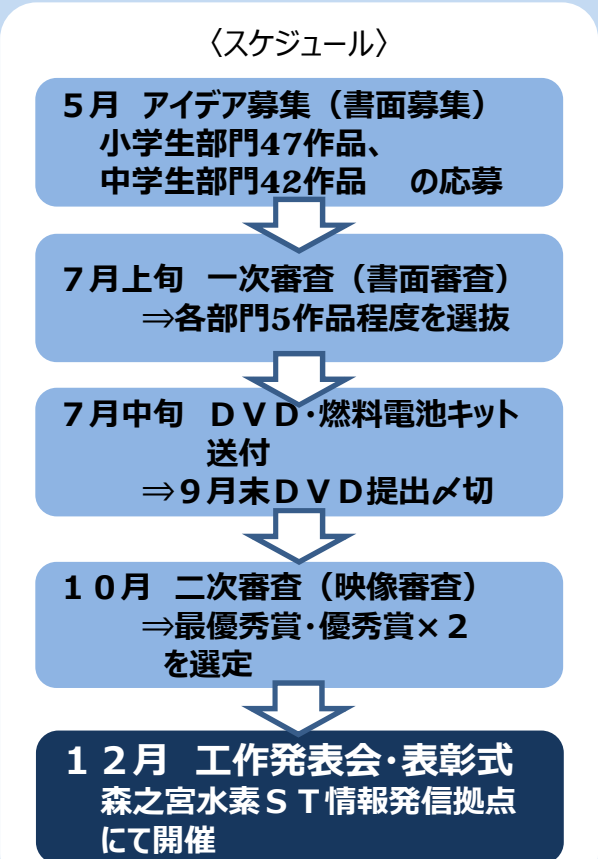 〈スケジュール〉
５月 アイデア募集（書面募集）
小学生部門47作品、
中学生部門42作品 の応募
７月上旬 一次審査（書面審査）
⇒各部門5作品程度を選抜
７月中旬 ＤＶＤ・燃料電池キット
送付
⇒９月末ＤＶＤ提出〆切
１０月 二次審査（映像審査）
⇒最優秀賞・優秀賞×２
を選定
１２月 工作発表会・表彰式
森之宮水素ＳＴ情報発信拠点
にて開催